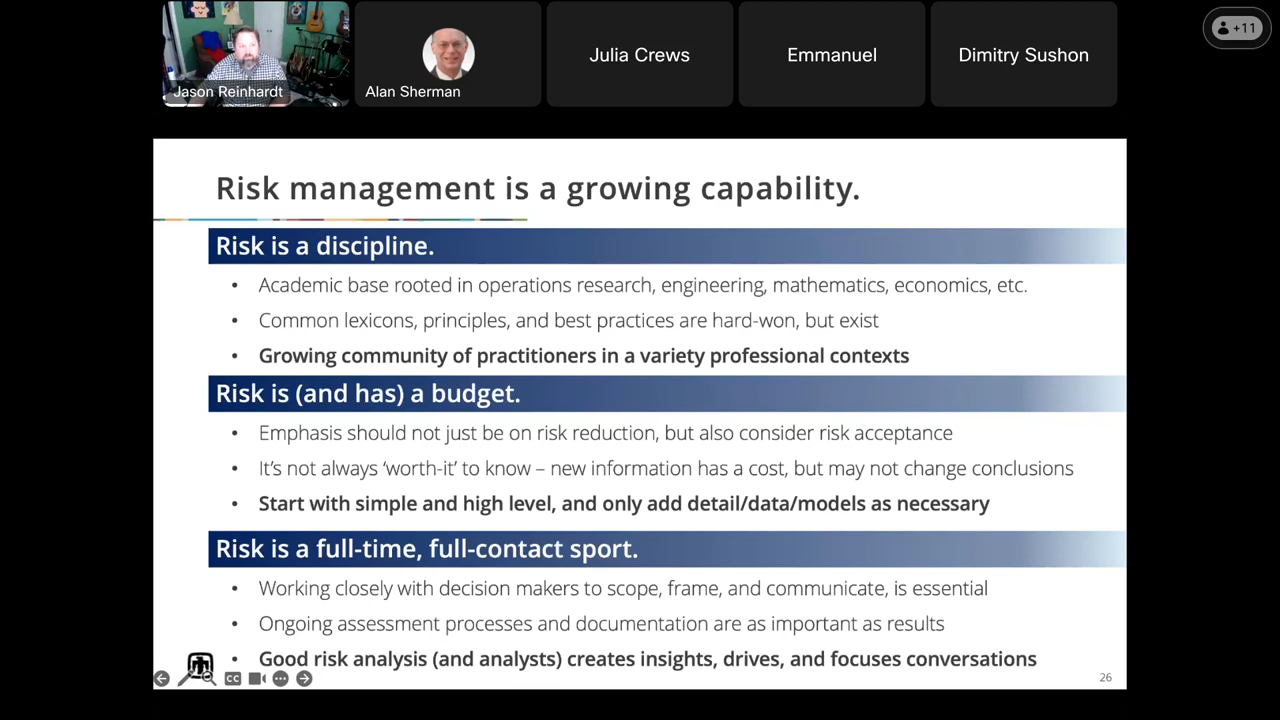 +11
Jason Reinhardt
Alan Sherman
Julia Crews
Emmanuel
Dimitry Sushon
Risk management is a growing capability.
Risk is a discipline.
• Academic base rooted in operations research, engineering, mathematics, economics, etc.
• Common lexicons, principles, and best practices are hard-won, but exist
• Growing community of practitioners in a variety professional contexts
Risk is (and has) a budget.
• Emphasis should not just be on risk reduction, but also consider risk acceptance
• It's not always ‘worth-it’ to know – new information has a cost, but may not change conclusions
• Start with simple and high level, and only add detail/data/models as necessary
Risk is a full-time, full-contact sport.
• Working closely with decision makers to scope, frame, and communicate, is essential
• Ongoing assessment processes and documentation are as important as results
• Good risk analysis (and analysts) creates insights, drives, and focuses conversations
CC
26